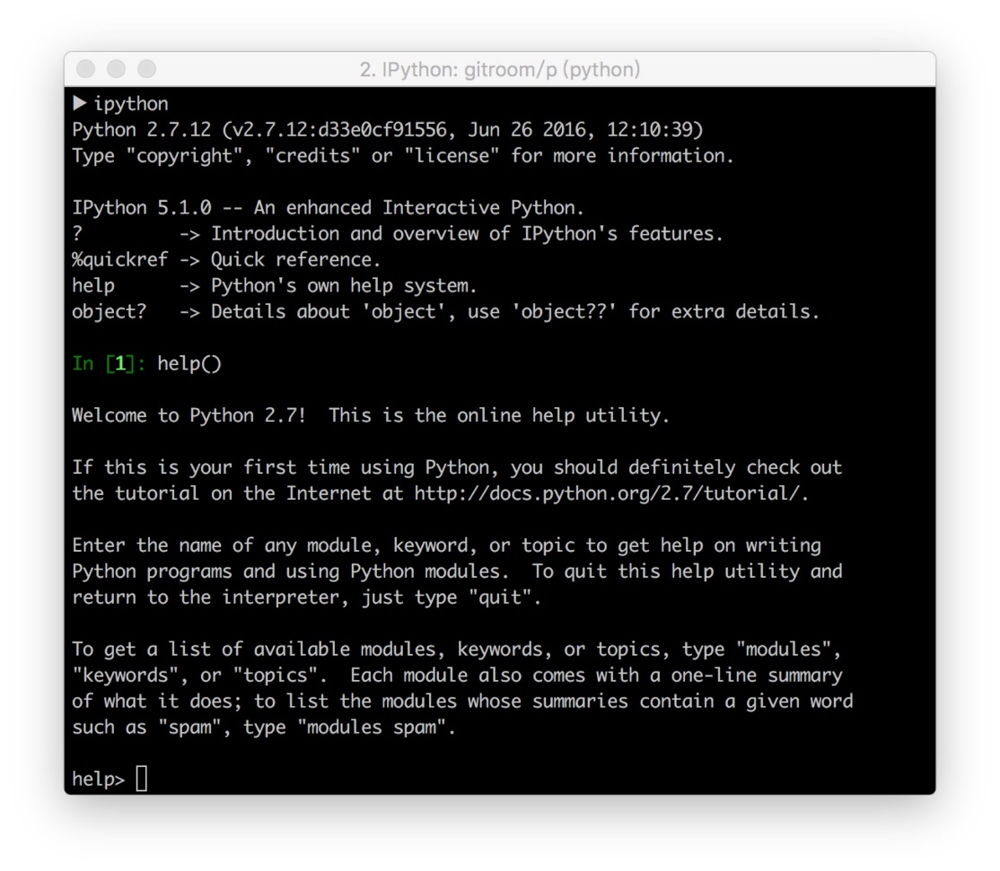 2. IPython: gitroom/p (python)
▶ ipython
Python 2.7.12 (v2.7.12:d33e0cf91556, Jun 26 2016, 12:10:39)
Type "copyright", "credits" or "license" for more information.
IPython 5.1.0 -- An enhanced Interactive Python.
?         -> Introduction and overview of IPython's features.
%quickref -> Quick reference.
help      -> Python's own help system.
object?   -> Details about 'object', use 'object??' for extra details.
In [1]: help()
Welcome to Python 2.7!  This is the online help utility.
If this is your first time using Python, you should definitely check out
the tutorial on the Internet at http://docs.python.org/2.7/tutorial/.
Enter the name of any module, keyword, or topic to get help on writing
Python programs and using Python modules.  To quit this help utility and
return to the interpreter, just type "quit".
To get a list of available modules, keywords, or topics, type "modules",
"keywords", or "topics".  Each module also comes with a one-line summary
of what it does; to list the modules whose summaries contain a given word
such as "spam", type "modules spam".
help>